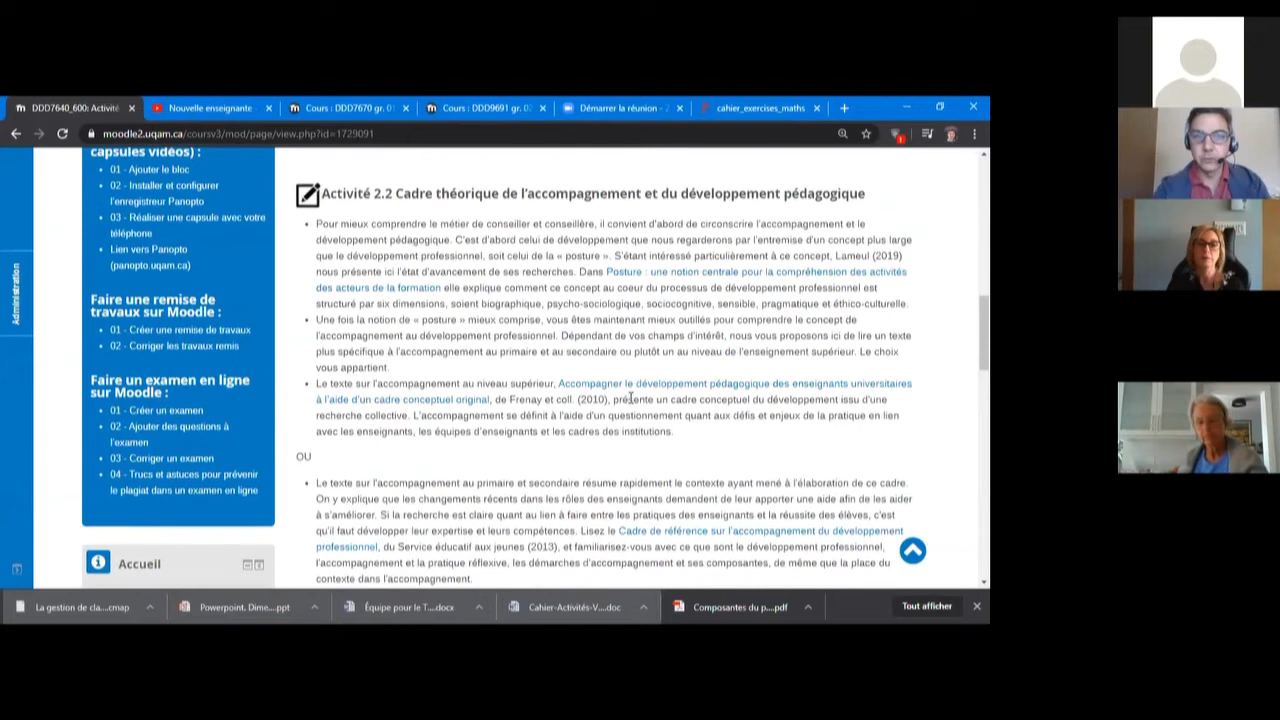 DDD7640_600: Activité
Nouvelle enseignante
Cours : DDD7670 gr. 0
Cours : DDD9691 gr. 0
Démarrer la réunion -
cahier_exercises_maths
moodle2.uqam.ca/coursv3/mod/page/view.php?id=1729091
Administration
capsules vidéos) :
01 - Ajouter le bloc
02 - Installer et configurer
l'enregistreur Panopto
03 - Réaliser une capsule avec votre
téléphone
Lien vers Panopto
(panopto.uqam.ca)
Faire une remise de
travaux sur Moodle :
01 - Créer une remise de travaux
02 - Corriger les travaux remis
Faire un examen en ligne
sur Moodle :
01 - Créer un examen
02 - Ajouter des questions à
l'examen
03 - Corriger un examen
04 - Trucs et astuces pour prévenir
le plagiat dans un examen en ligne
Accueil
Activité 2.2 Cadre théorique de l'accompagnement et du développement pédagogique
Pour mieux comprendre le métier de conseiller et conseillère, il convient d'abord de circonscrire l'accompagnement et le
développement pédagogique. C'est d'abord celui de développement que nous regarderons par l'entremise d'un concept plus large
que le développement professionnel, soit celui de la « posture ». S'étant intéressé particulièrement à ce concept, Lameul (2019)
nous présente ici l'état d'avancement de ses recherches. Dans Posture : une notion centrale pour la compréhension des activités
des acteurs de la formation elle explique comment ce concept au coeur du processus de développement professionnel est
structuré par six dimensions, soient biographique, psycho-sociologique, sociocognitive, sensible, pragmatique et éthico-culturelle.
Une fois la notion de « posture » mieux comprise, vous êtes maintenant mieux outillés pour comprendre le concept de
l'accompagnement au développement professionnel. Dépendant de vos champs d'intérêt, nous vous proposons ici de lire un texte
plus spécifique à l'accompagnement au primaire et au secondaire ou plutôt un au niveau de l'enseignement supérieur. Le choix
vous appartient.
Le texte sur l'accompagnement au niveau supérieur, Accompagner le développement pédagogique des enseignants universitaires
à l'aide d'un cadre conceptuel original, de Frenay et coll. (2010), présente un cadre conceptuel du développement issu d'une
recherche collective. L'accompagnement se définit à l'aide d'un questionnement quant aux défis et enjeux de la pratique en lien
avec les enseignants, les équipes d'enseignants et les cadres des institutions.
OU
Le texte sur l'accompagnement au primaire et secondaire résume rapidement le contexte ayant mené à l'élaboration de ce cadre.
On y explique que les changements récents dans les rôles des enseignants demandent de leur apporter une aide afin de les aider
à s'améliorer. Si la recherche est claire quant au lien à faire entre les pratiques des enseignants et la réussite des élèves, c'est
qu'il faut développer leur expertise et leurs compétences. Lisez le Cadre de référence sur l'accompagnement du développement
professionnel, du Service éducatif aux jeunes (2013), et familiarisez-vous avec ce que sont le développement professionnel,
l'accompagnement et la pratique réflexive, les démarches d'accompagnement et ses composantes, de même que la place du
contexte dans l'accompagnement.
La gestion de cla....cmap
Powerpoint. Dime....ppt
Équipe pour le T....docx
Cahier-Activités-V....doc
Composantes du p....pdf
Tout afficher